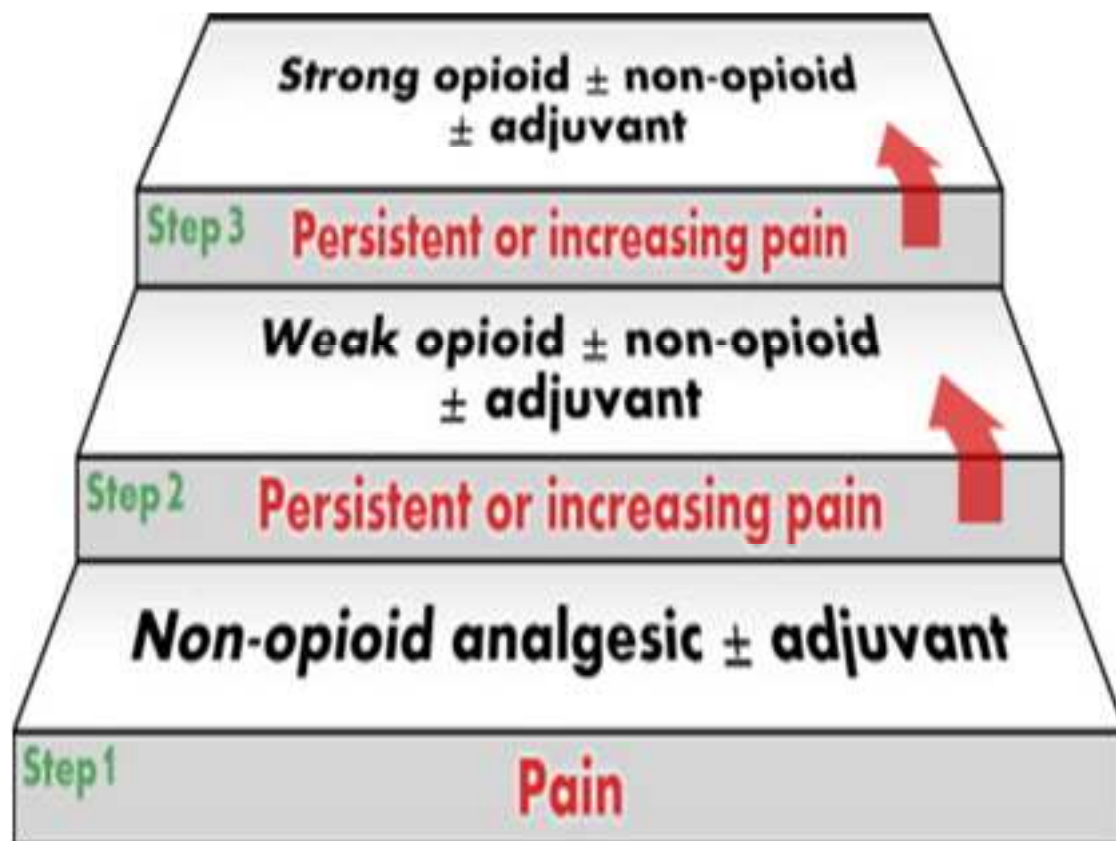 Strong opioid ± non-opioid
± adjuvant
Step 3 Persistent or increasing pain
Weak opioid ± non-opioid
± adjuvant
Step 2 Persistent or increasing pain
Non-opioid analgesic ± adjuvant
Step 1 Pain